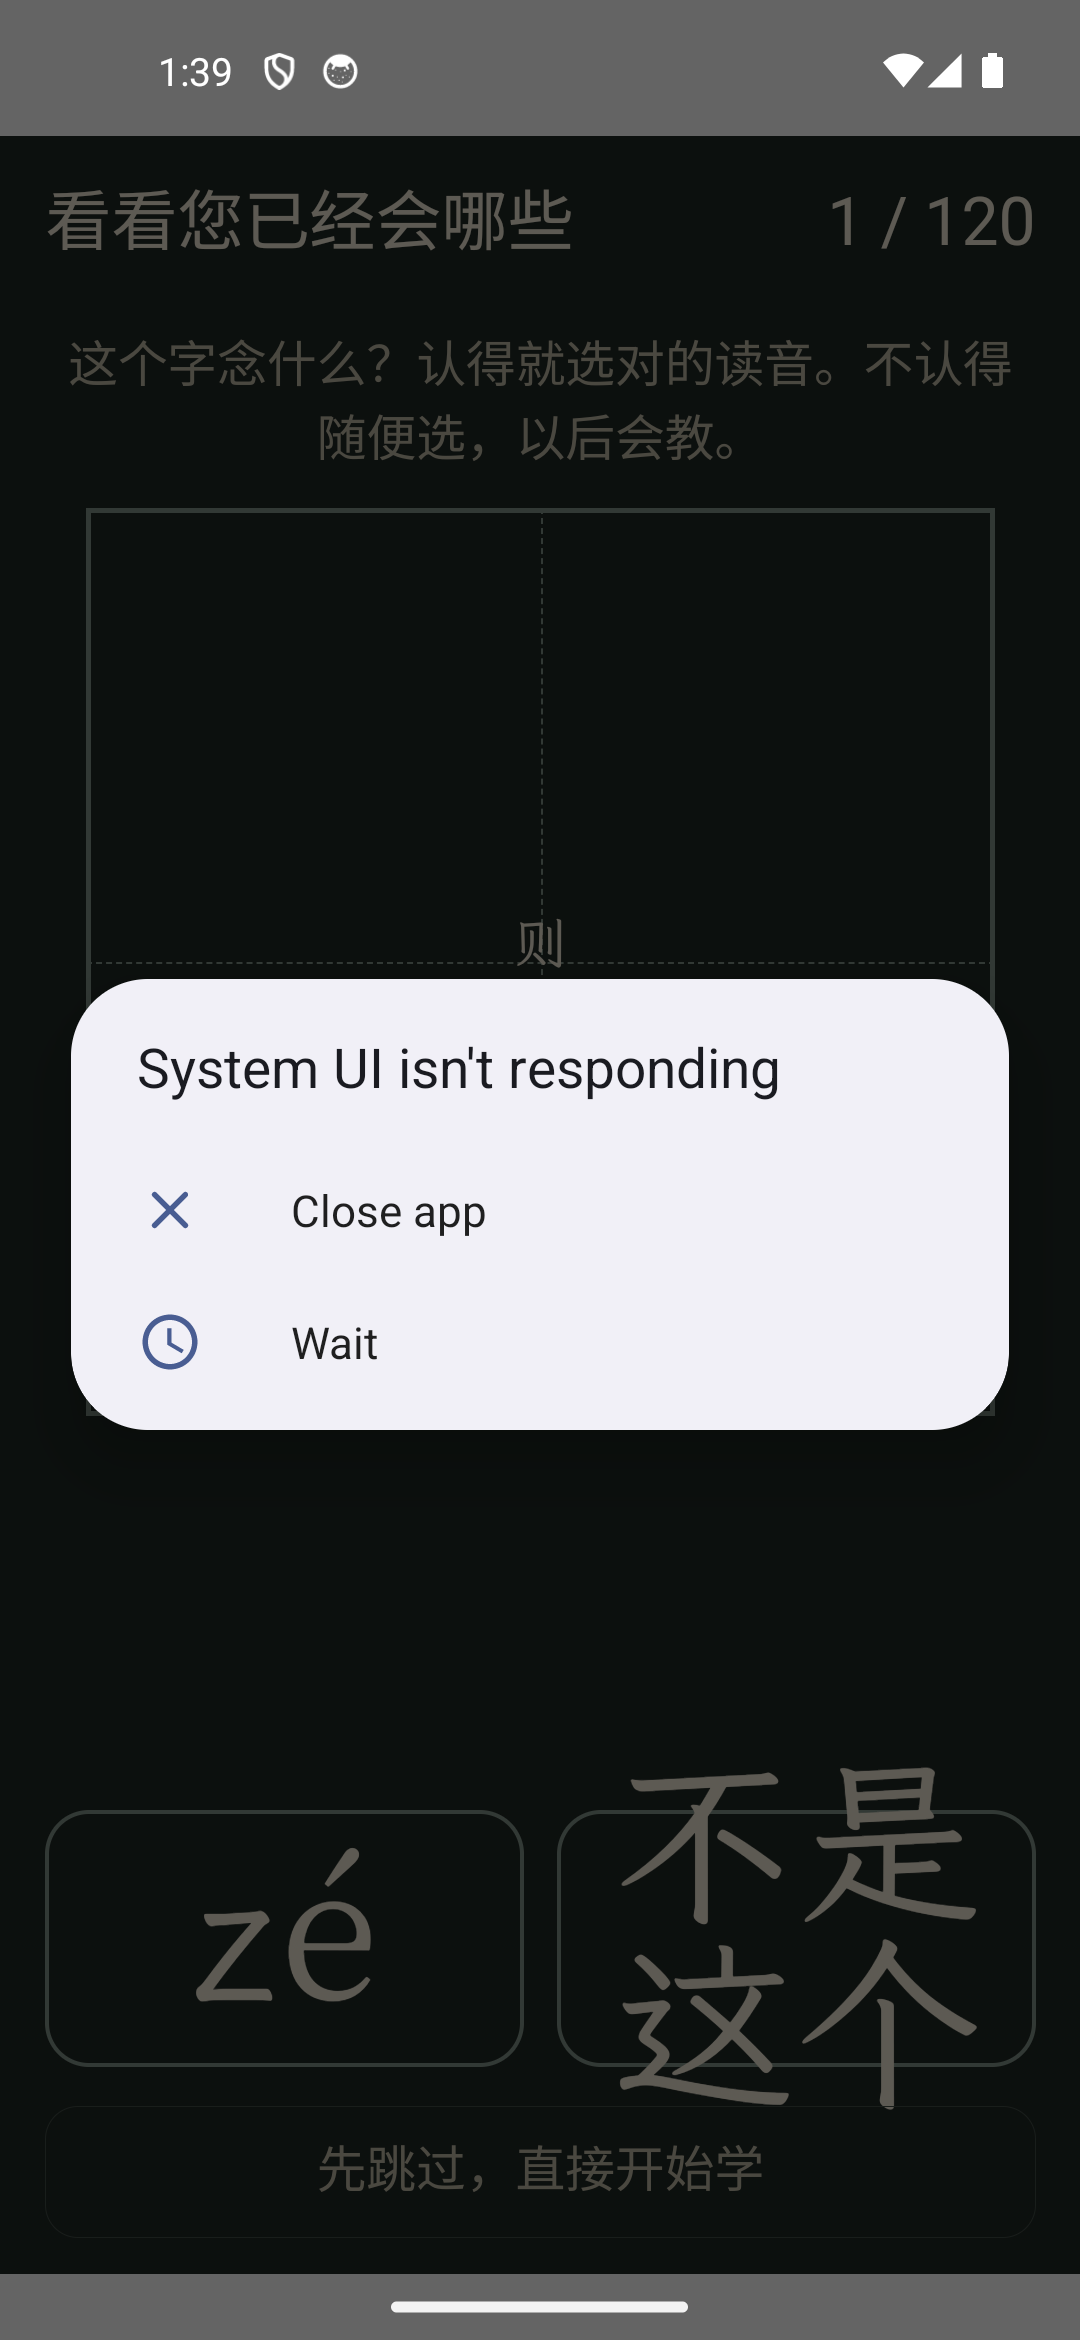 1:39
看看您已经会哪些 1 / 120
这个字念什么？认得就选对的读音。不认得
随便选，以后会教。
则
System UI isn't responding
Close app
Wait
zé
不是
这个
先跳过，直接开始学